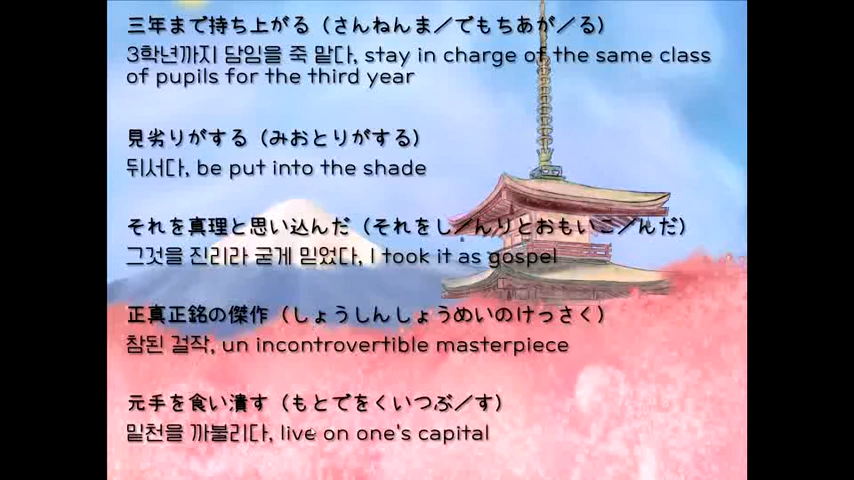 三年まで持ち上がる（さんねんま／でもちあが／る）
3학년까지 담임을 죽 맡다, stay in charge of the same class
of pupils for the third year
見劣りがする（みおとりがする）
뒤서다, be put into the shade
それを真理と思い込んだ（それをし／んりとおもいこ／んだ）
그것을 진리라 굳게 믿었다, I took it as gospel
正真正銘の傑作（しょうしんしょうめいのけっさく）
참된 걸작, un incontrovertible masterpiece
元手を食い潰す（もとでをくいつぶ／す）
밑천을 까불리다, live on one's capital